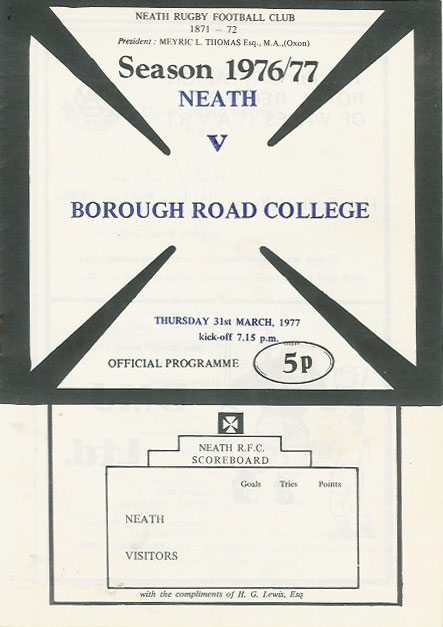 NEATH RUGBY FOOTBALL CLUB
1871 — 72
President : MEYRIC L. THOMAS Esq., M.A.,(Oxon)
Season 1976/77
NEATH
V
BOROUGH ROAD COLLEGE
THURSDAY 31st MARCH, 1977
kick-off 7.15 p.m.
OFFICIAL PROGRAMME 5p
NEATH R.F.C.
SCOREBOARD
Goals Tries Points
NEATH
VISITORS
with the compliments of H. G. Lewis, Esq